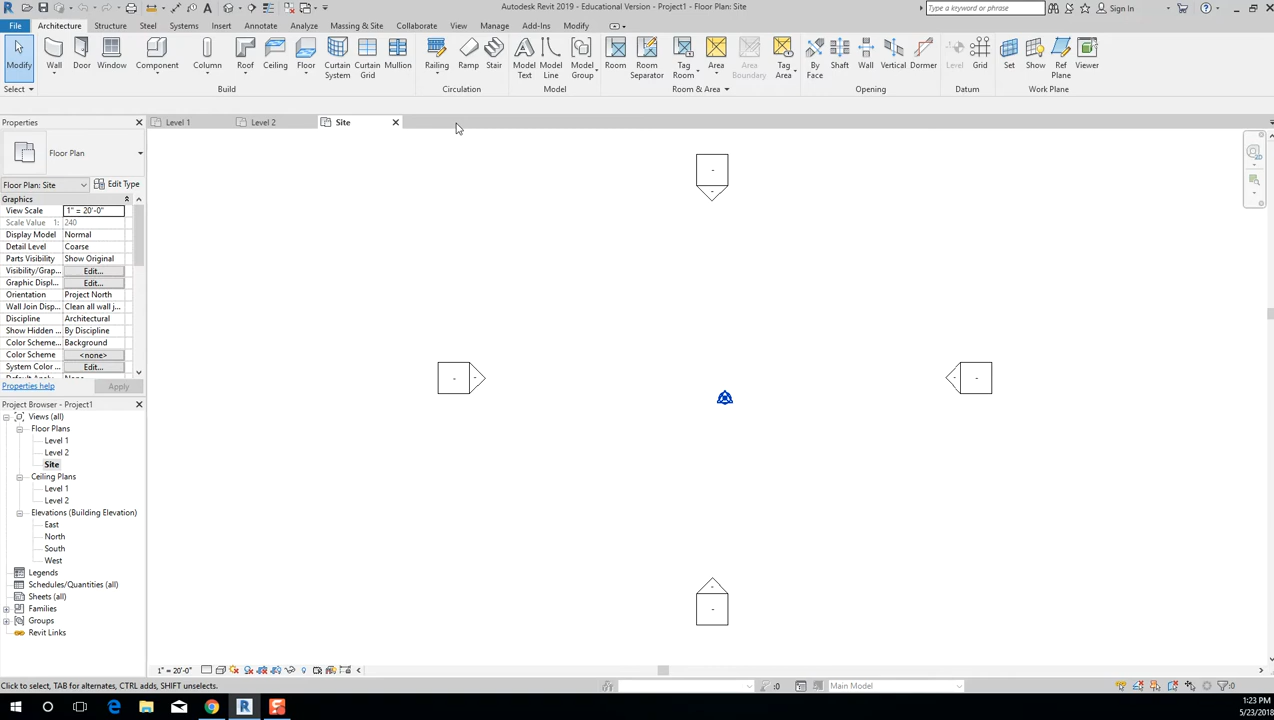 Autodesk Revit 2019 - Educational Version - Project1 - Floor Plan: Site
Type a keyword or phrase
Sign In
File Architecture Structure Steel Systems Insert Annotate Analyze Massing & Site Collaborate View Manage Add-Ins Modify
Modify Wall Door Window Component Column Roof Ceiling Floor Curtain System Curtain Grid Mullion Railing Ramp Stair Model Text Model Line Model Group Room Room Separator Tag Room Area Area Boundary Tag Area By Face Shaft Wall Vertical Dormer Level Grid Set Show Ref Plane Viewer
Select Build Circulation Model Room & Area Opening Datum Work Plane
Properties
Level 1 Level 2 Site
Floor Plan
Floor Plan: Site Edit Type
Graphics
View Scale 1" = 20'-0"
Scale Value 1: 240
Display Model Normal
Detail Level Coarse
Parts Visibility Show Original
Visibility/Grap... Edit...
Graphic Displ... Edit...
Orientation Project North
Wall Join Disp... Clean all wall j...
Discipline Architectural
Show Hidden ... By Discipline
Color Scheme... Background
Color Scheme <none>
System Color ... Edit...
Properties help Apply
Project Browser - Project1
Views (all)
Floor Plans
Level 1
Level 2
Site
Ceiling Plans
Level 1
Level 2
Elevations (Building Elevation)
East
North
South
West
Legends
Schedules/Quantities (all)
Sheets (all)
Families
Groups
Revit Links
1" = 20'-0"
Click to select, TAB for alternates, CTRL adds, SHIFT unselects.
:0
Main Model
:0
1:23 PM
5/23/2018